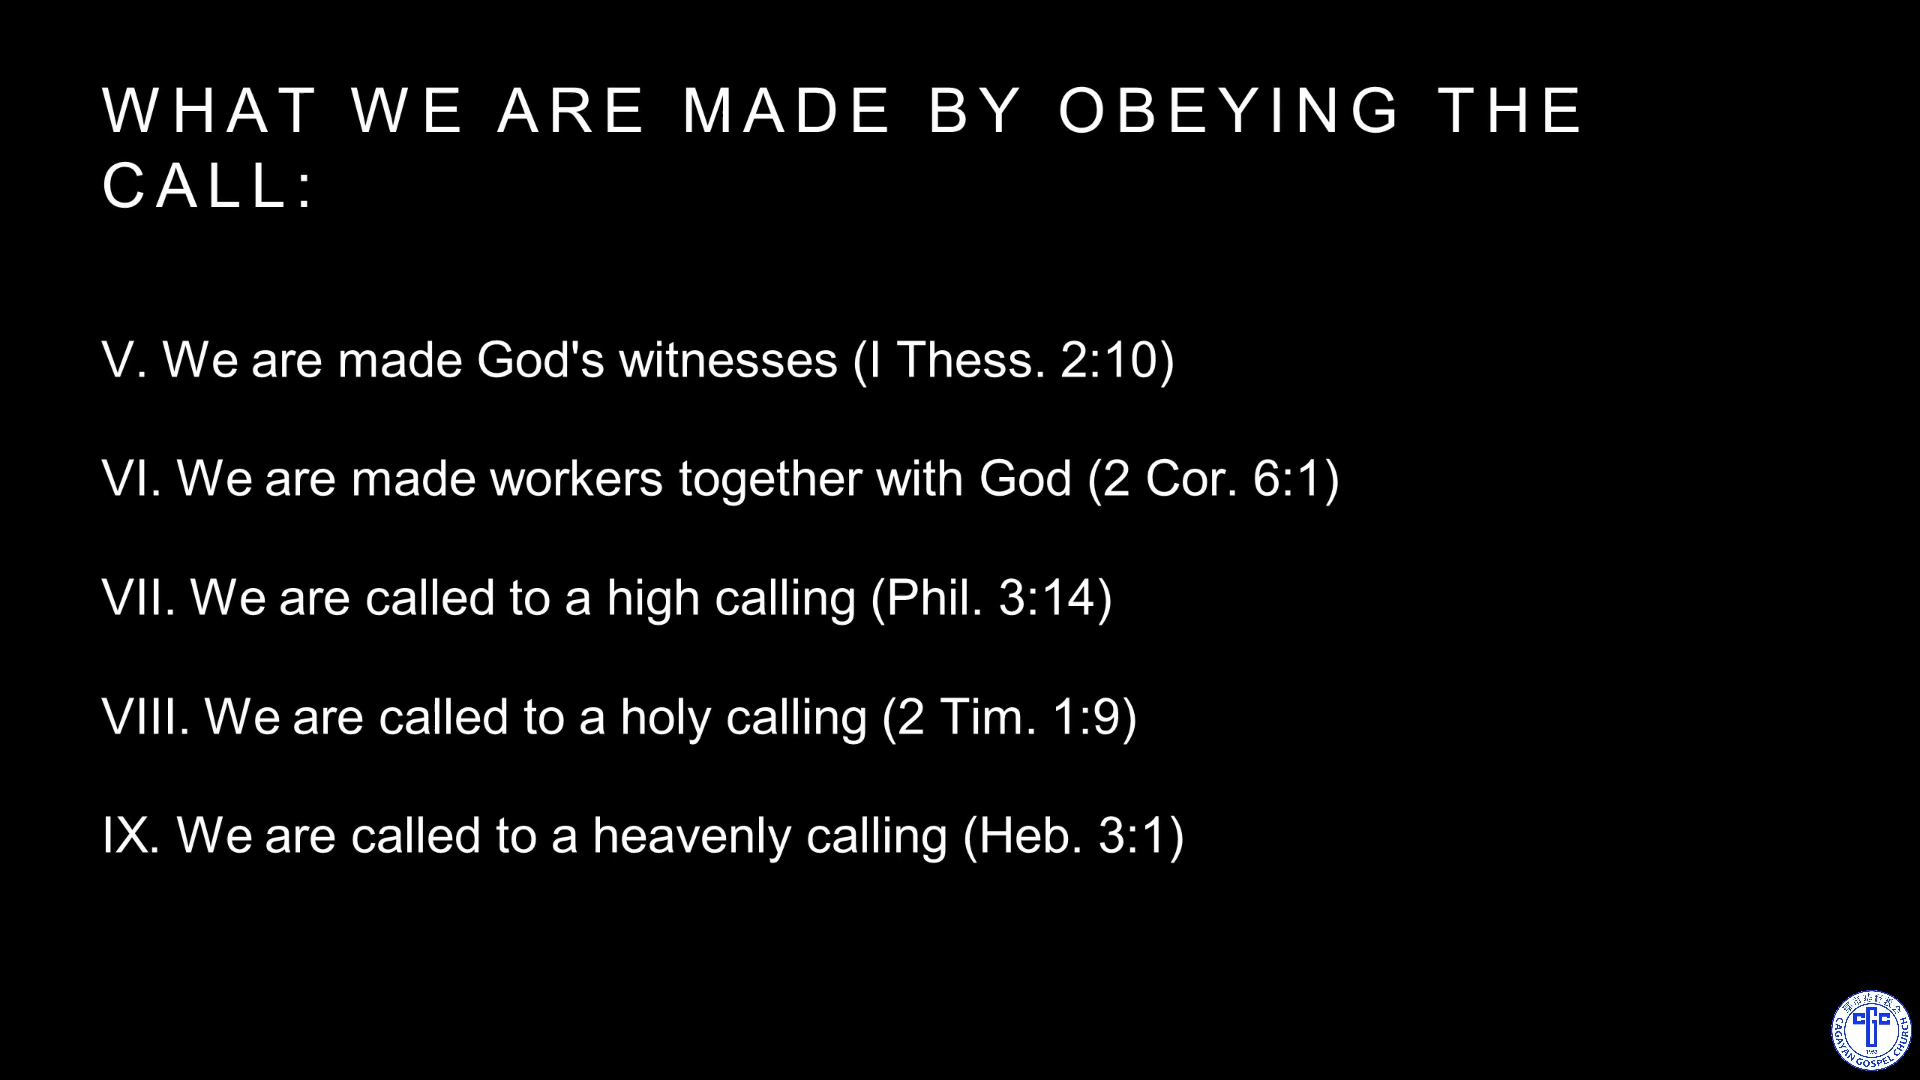 WHAT WE ARE MADE BY OBEYING THE
CALL:
V. We are made God's witnesses (I Thess. 2:10)
VI. We are made workers together with God (2 Cor. 6:1)
VII. We are called to a high calling (Phil. 3:14)
VIII. We are called to a holy calling (2 Tim. 1:9)
IX. We are called to a heavenly calling (Heb. 3:1)
CGC
CAGAYAN GOSPEL CHURCH